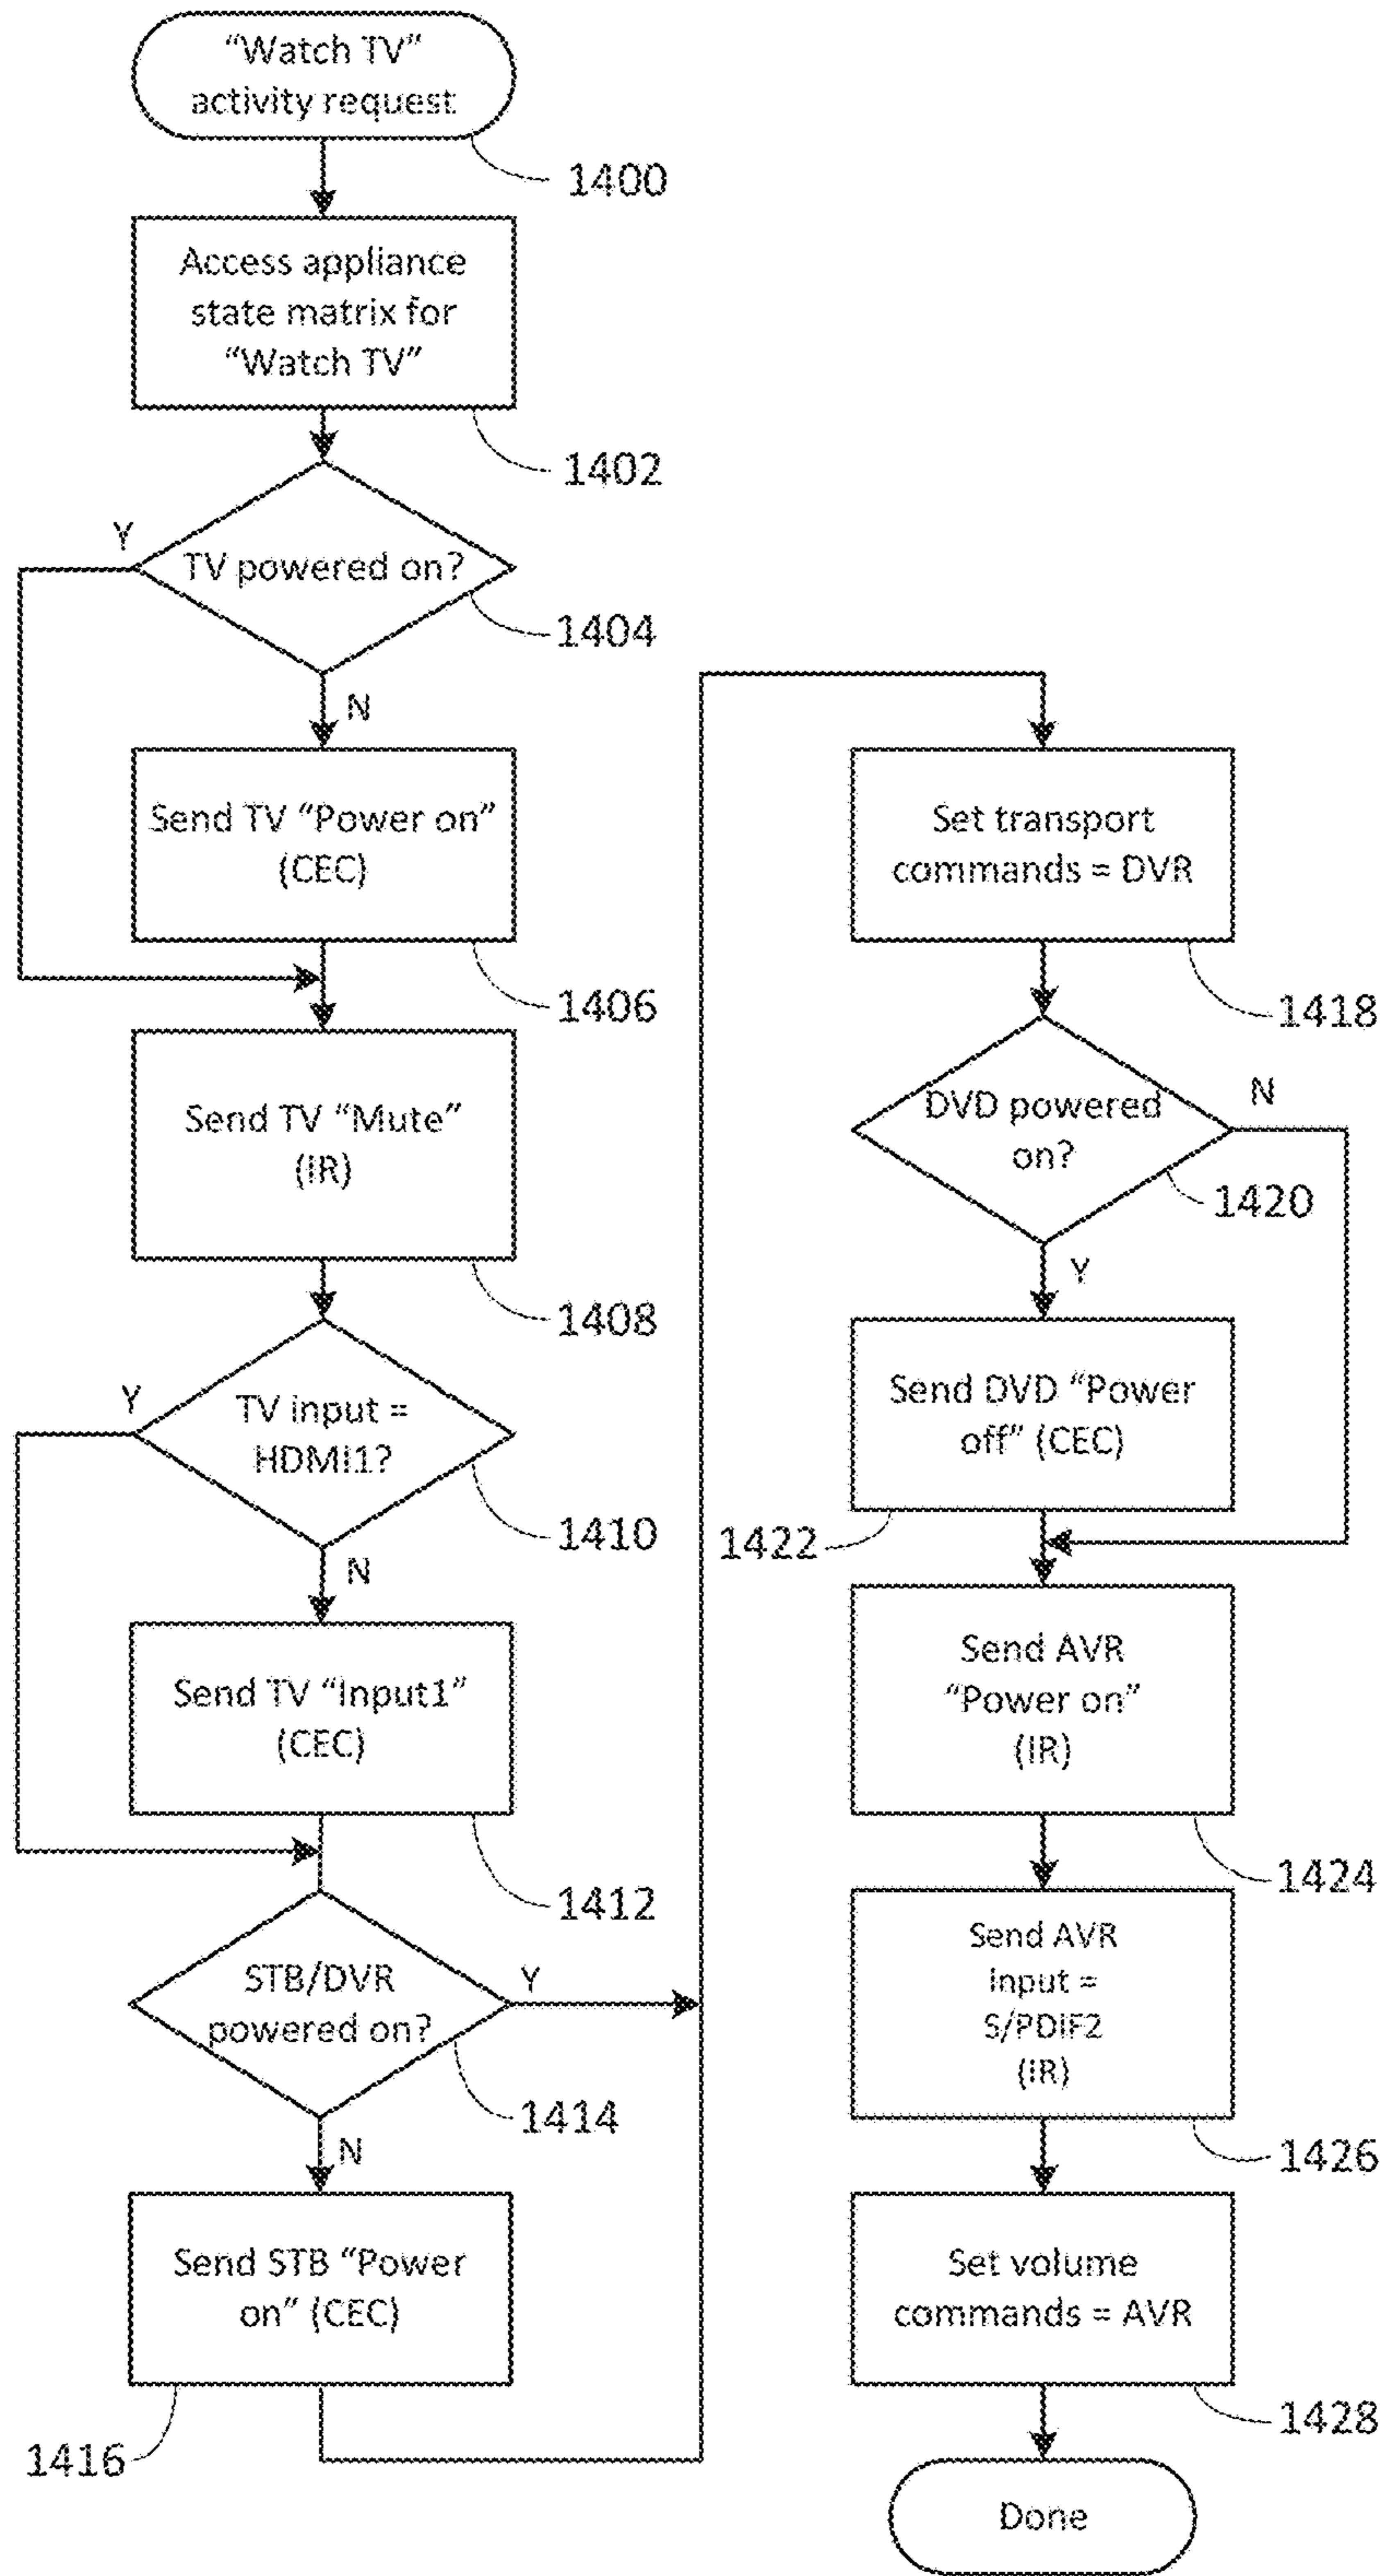 “Watch TV”
activity request
1400
Access appliance
state matrix for
“Watch TV”
1402
Y
TV powered on?
1404
N
Send TV “Power on”
(CEC)
1406
Send TV “Mute”
(IR)
1408
Y
TV input =
HDMI1?
1410
N
Send TV “Input1”
(CEC)
1412
STB/DVR
powered on?
Y
1414
N
Send STB “Power
on” (CEC)
1416
Set transport
commands = DVR
1418
DVD powered
on?
N
1420
Y
Send DVD “Power
off” (CEC)
1422
Send AVR
“Power on”
(IR)
1424
Send AVR
input =
S/PDIF2
(IR)
1426
Set volume
commands = AVR
1428
Done